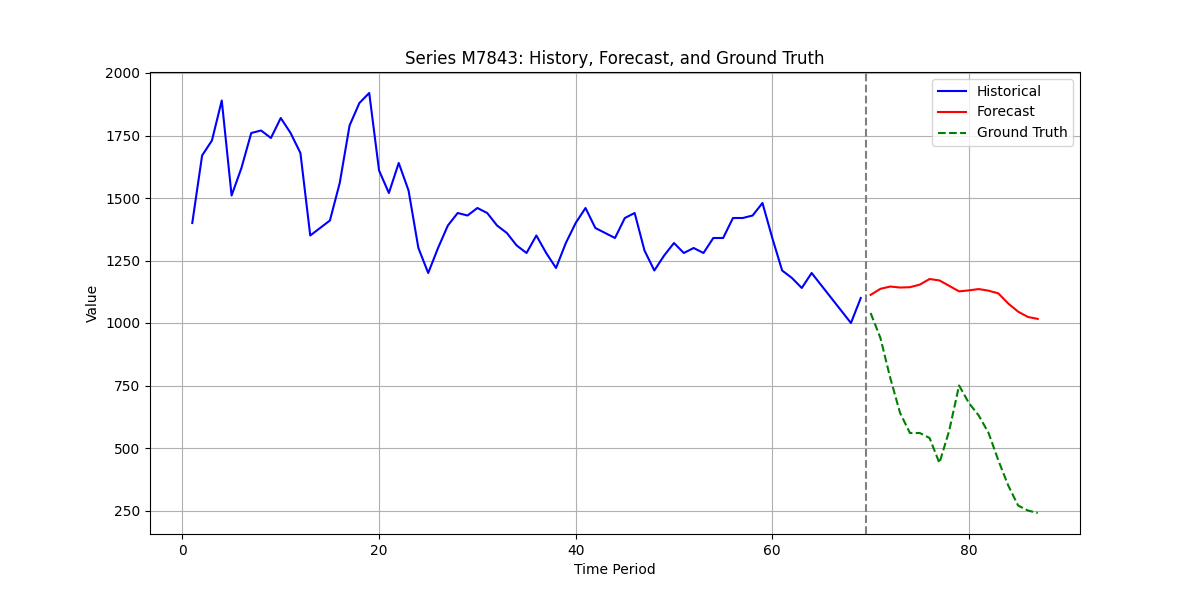 Series M7843: History, Forecast, and Ground Truth
Historical
Forecast
Ground Truth
2000
1750
1500
1250
1000
750
500
250
Value
0 20 40 60 80
Time Period